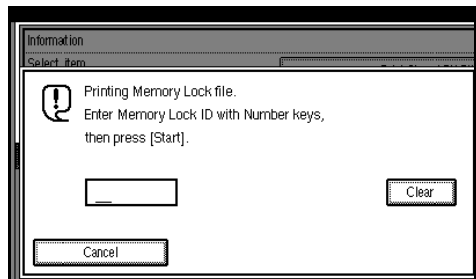 Information
Select item
Printing Memory Lock file.
Enter Memory Lock ID with Number keys,
then press [Start].
Clear
Cancel